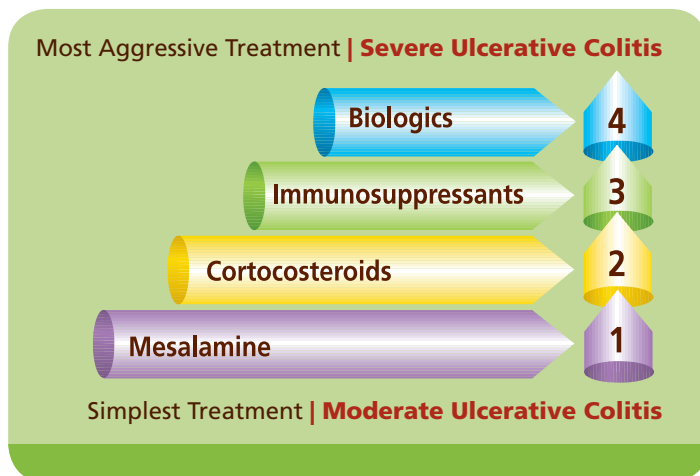 Most Aggressive Treatment | Severe Ulcerative Colitis
Biologics 4
Immunosuppressants 3
Cortocosteroids 2
Mesalamine 1
Simplest Treatment | Moderate Ulcerative Colitis